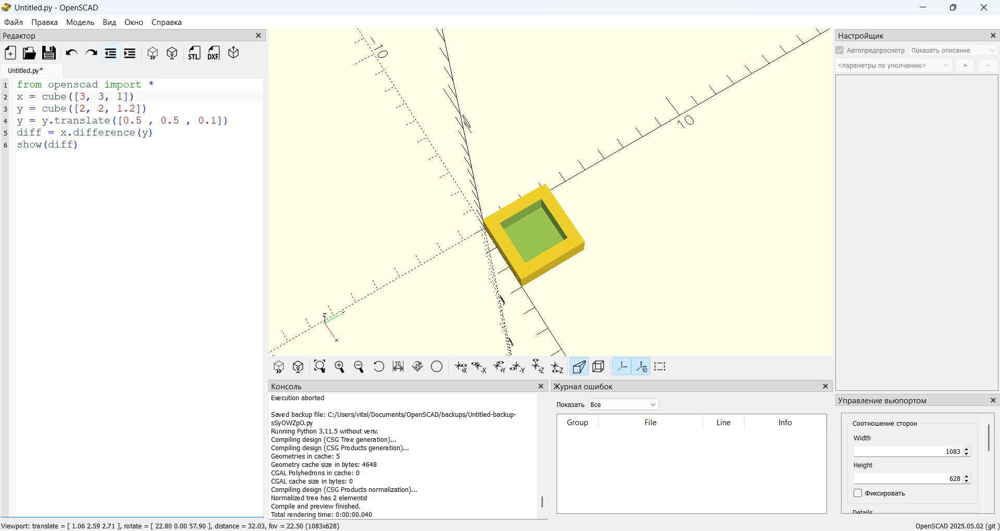 Untitled.py - OpenSCAD
Файл Правка Модель Вид Окно Справка
Редактор
STL DXF
Untitled.py*
1 from openscad import *
2 x = cube([3, 3, 1])
3 y = cube([2, 2, 1.2])
4 y = y.translate([0.5 , 0.5 , 0.1])
5 diff = x.difference(y)
6 show(diff)
10
10
z
x
+X -X +Y -Y +Z -Z 10
Консоль
Execution aborted
Saved backup file: C:/Users/vital/Documents/OpenSCAD/backups/Untitled-backup-
sSyOWZpO.py
Running Python 3.11.5 without venv.
Compiling design (CSG Tree generation)...
Compiling design (CSG Products generation)...
Geometries in cache: 5
Geometry cache size in bytes: 4648
CGAL Polyhedrons in cache: 0
CGAL cache size in bytes: 0
Compiling design (CSG Products normalization)...
Normalized tree has 2 elements!
Compile and preview finished.
Total rendering time: 0:00:00.040
Журнал ошибок
Показать Все
Group File Line Info
Настройщик
Автопредпросмотр Показать описание
<параметры по умолчанию> + -
Управление вьюпортом
Соотношение сторон
Width
1083
Height
628
Фиксировать
Details
Viewport: translate = [ 1.06 2.59 2.71 ], rotate = [ 22.80 0.00 57.90 ], distance = 32.03, fov = 22.50 (1083x628)
OpenSCAD 2025.05.02 (git )